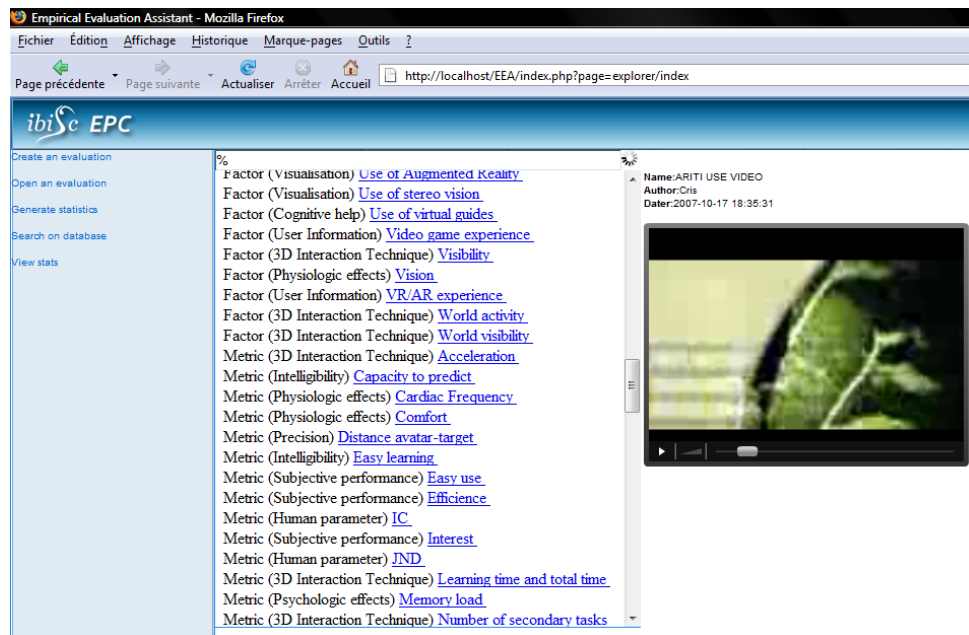 Empirical Evaluation Assistant - Mozilla Firefox
Fichier Édition Affichage Historique Marque-pages Outils ?
Page précédente Page suivante Actualiser Arrêter Accueil http://localhost/EEA/index.php?page=explorer/index
ibiSc EPC
Create an evaluation
Open an evaluation
Generate statistics
Search on database
View stats
%
Factor (Visualisation) Use of Augmented Reality
Factor (Visualisation) Use of stereo vision
Factor (Cognitive help) Use of virtual guides
Factor (User Information) Video game experience
Factor (3D Interaction Technique) Visibility
Factor (Physiologic effects) Vision
Factor (User Information) VR/AR experience
Factor (3D Interaction Technique) World activity
Factor (3D Interaction Technique) World visibility
Metric (3D Interaction Technique) Acceleration
Metric (Intelligibility) Capacity to predict
Metric (Physiologic effects) Cardiac Frequency
Metric (Physiologic effects) Comfort
Metric (Precision) Distance avatar-target
Metric (Intelligibility) Easy learning
Metric (Subjective performance) Easy use
Metric (Subjective performance) Efficience
Metric (Human parameter) IC
Metric (Subjective performance) Interest
Metric (Human parameter) JND
Metric (3D Interaction Technique) Learning time and total time
Metric (Psychologic effects) Memory load
Metric (3D Interaction Technique) Number of secondary tasks
Name:ARITI USE VIDEO
Author:Cris
Dater:2007-10-17 18:35:31